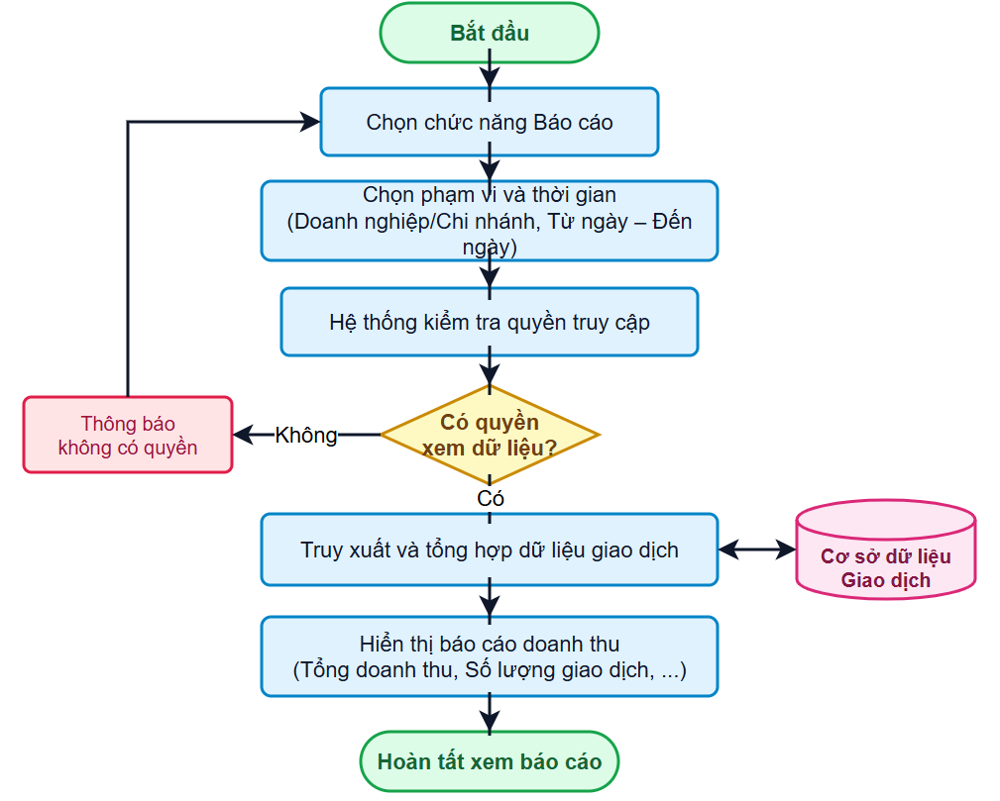 Bắt đầu
Chọn chức năng Báo cáo
Chọn phạm vi và thời gian
(Doanh nghiệp/Chi nhánh, Từ ngày – Đến
ngày)
Hệ thống kiểm tra quyền truy cập
Có quyền
xem dữ liệu?
Không
Thông báo
không có quyền
Có
Truy xuất và tổng hợp dữ liệu giao dịch
Cơ sở dữ liệu
Giao dịch
Hiển thị báo cáo doanh thu
(Tổng doanh thu, Số lượng giao dịch, ...)
Hoàn tất xem báo cáo